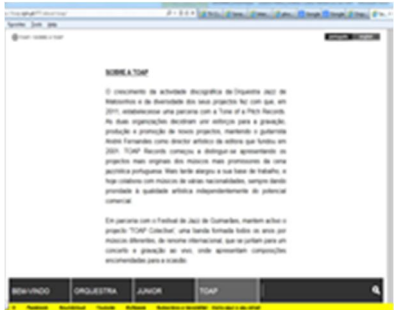 SOBRE A TOAP
O crescimento da actividade discográfica da Orquestra Jazz de
Matosinhos e da diversidade dos seus projectos fez com que, em
2011, estabelecesse uma parceria com a Tone of a Pitch Records.
As duas organizações decidiram unir esforços para a gravação,
produção e promoção de novos projectos, mantendo o guitarrista
André Fernandes como director artístico da editora que fundou em
2001. TOAP Records começou a distinguir-se apresentando os
projectos mais originais dos músicos mais promissores da cena
jazzística portuguesa. Mais tarde alargou a sua base de trabalho, e
hoje colabora com músicos de várias nacionalidades, sempre dando
prioridade à qualidade artística independentemente do potencial
comercial.
Em parceria com o Festival de Jazz de Guimarães, mantem activo o
projecto 'TOAP Colectivo', uma banda formada todos os anos por
músicos diferentes, de renome internacional, que se juntam para um
concerto e gravação ao vivo, onde apresentam composições
encomendadas para a ocasião.
BEM-VINDO ORQUESTRA JUNIOR TOAP